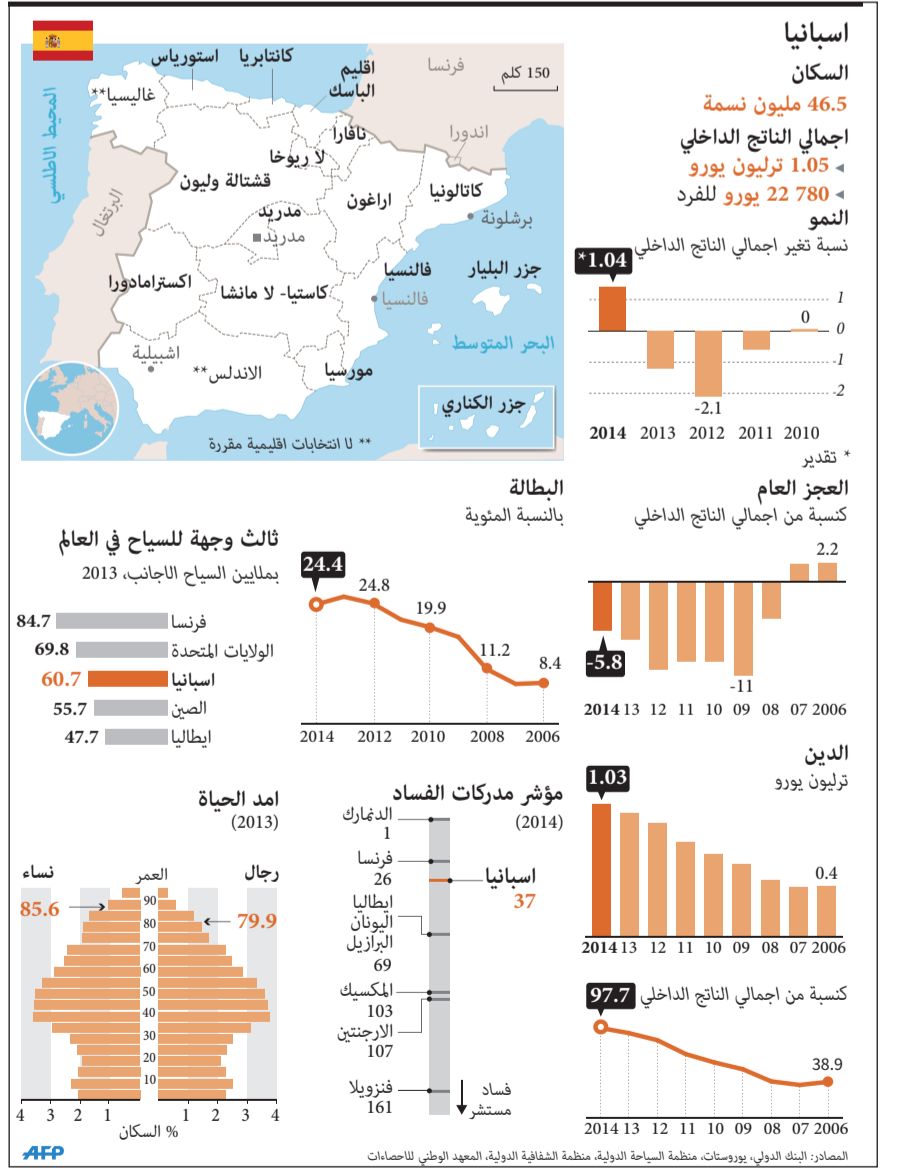 اسبانيا
السكان
46.5 مليون نسمة
اجمالي الناتج الداخلي
1.05 ترليون يورو
22 780 يورو للفرد
النمو
نسبة تغير اجمالي الناتج الداخلي
*1.04
1
0
0
-1
-2
-2.1
2014 2013 2012 2011 2010
* تقدير
150 كلم
فرنسا
اندورا
البرتغال
المحيط الاطلسي
البحر المتوسط
غاليسيا**
استورياس
كانتابريا
اقليم
الباسك
نافارا
لا ريوخا
قشتالة وليون
اراغون
كاتالونيا
برشلونة
مدريد
مدريد
فالنسيا
فالنسيا
جزر البليار
اكسترامادورا
كاستيا- لا مانشا
اشبيلية
الاندلس**
مورسيا
جزر الكناري
** لا انتخابات اقليمية مقررة
العجز العام
كنسبة من اجمالي الناتج الداخلي
2.2
-5.8
-11
2014 13 12 11 10 09 08 07 2006
البطالة
بالنسبة المئوية
24.4
24.8
19.9
11.2
8.4
2014 2012 2010 2008 2006
ثالث وجهة للسياح في العالم
بملايين السياح الاجانب، 2013
فرنسا 84.7
الولايات المتحدة 69.8
اسبانيا 60.7
الصين 55.7
ايطاليا 47.7
الدين
ترليون يورو
1.03
0.4
2014 13 12 11 10 09 08 07 2006
كنسبة من اجمالي الناتج الداخلي
97.7
38.9
2014 13 12 11 10 09 08 07 2006
مؤشر مدركات الفساد
(2014)
الدنمارك
1
فرنسا
26
اسبانيا
37
ايطاليا
اليونان
البرازيل
69
المكسيك
103
الارجنتين
107
فنزويلا
161
فساد
مستشر
امد الحياة
(2013)
رجال
العمر
نساء
85.6
79.9
90
80
70
60
50
40
30
20
10
4 3 2 1 1 2 3 4
% السكان
AFP
المصادر: البنك الدولي، يوروستات، منظمة السياحة الدولية، منظمة الشفافية الدولية، المعهد الوطني للاحصاءات